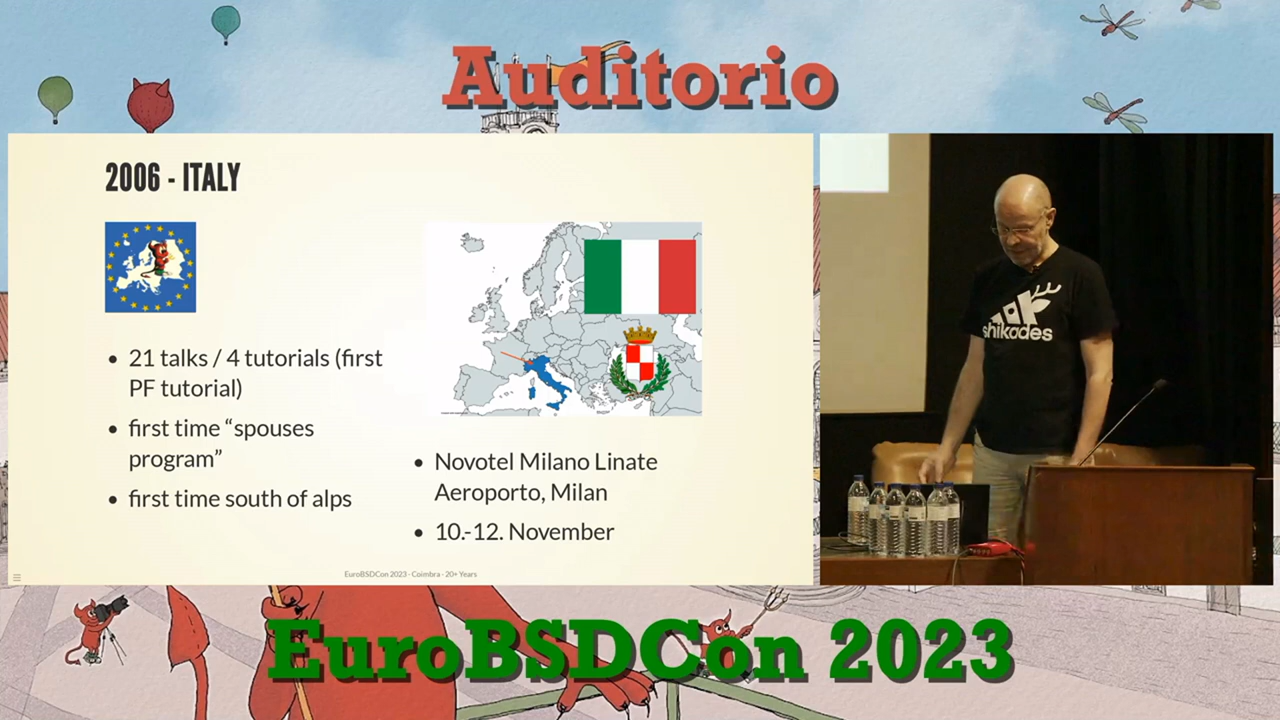 Auditorio
2006 - ITALY
21 talks / 4 tutorials (first
PF tutorial)
first time “spouses
program”
first time south of alps
Novotel Milano Linate
Aeroporto, Milan
10.-12. November
EuroBSDCon 2023 - Coimbra - 20+ Years
shikades
EuroBSDCon 2023